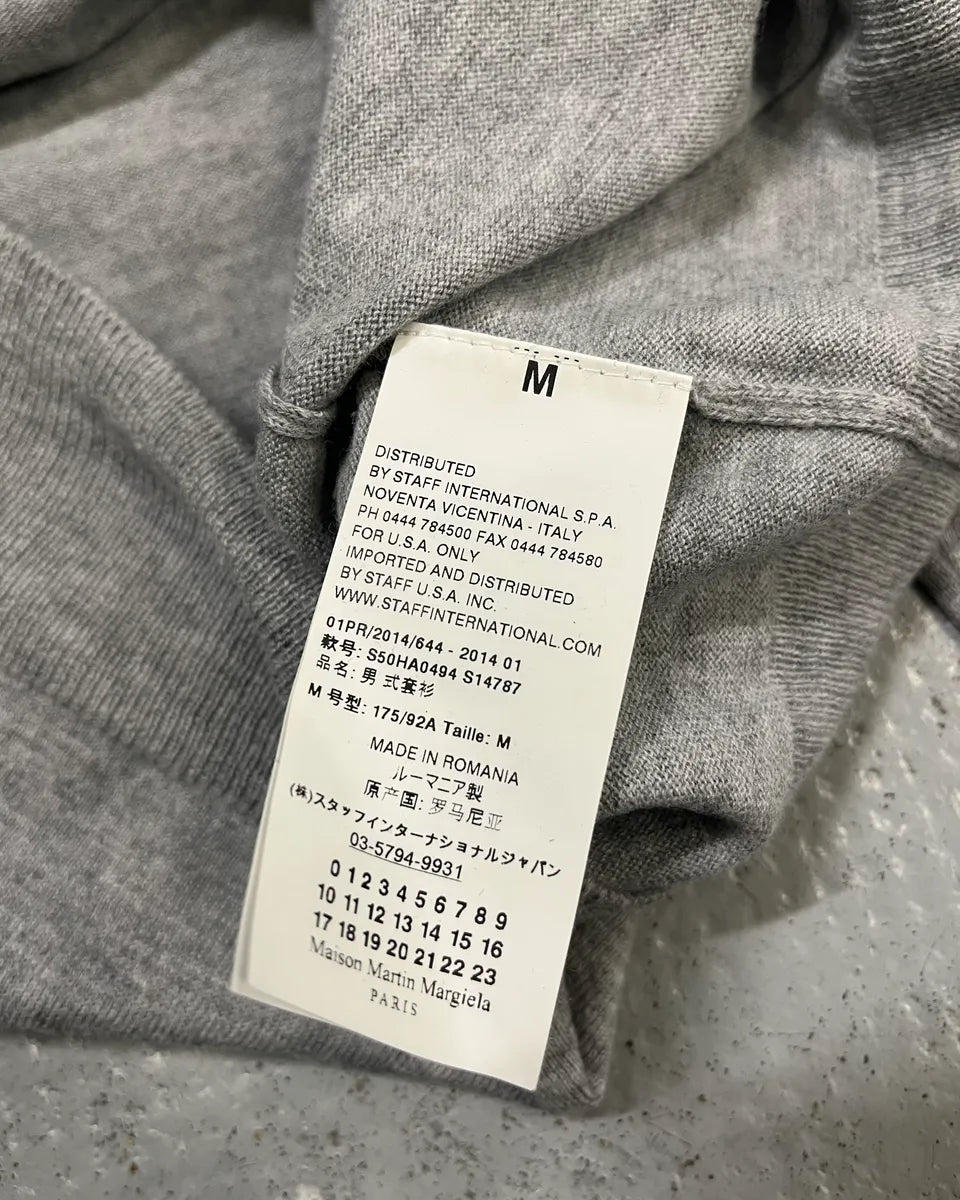 M
DISTRIBUTED
BY STAFF INTERNATIONAL S.P.A.
NOVENTA VICENTINA - ITALY
PH 0444 784500 FAX 0444 784580
FOR U.S.A. ONLY
IMPORTED AND DISTRIBUTED
BY STAFF U.S.A. INC.
WWW.STAFFINTERNATIONAL.COM
01PR/2014/644 - 2014 01
款号: S50HA0494 S14787
品名: 男式套衫
M 号型: 175/92A Taille: M
MADE IN ROMANIA
ルーマニア製
原产国: 罗马尼亚
(株)スタッフインターナショナルジャパン
03-5794-9931
0 1 2 3 4 5 6 7 8 9
10 11 12 13 14 15 16
17 18 19 20 21 22 23
Maison Martin Margiela
PARIS